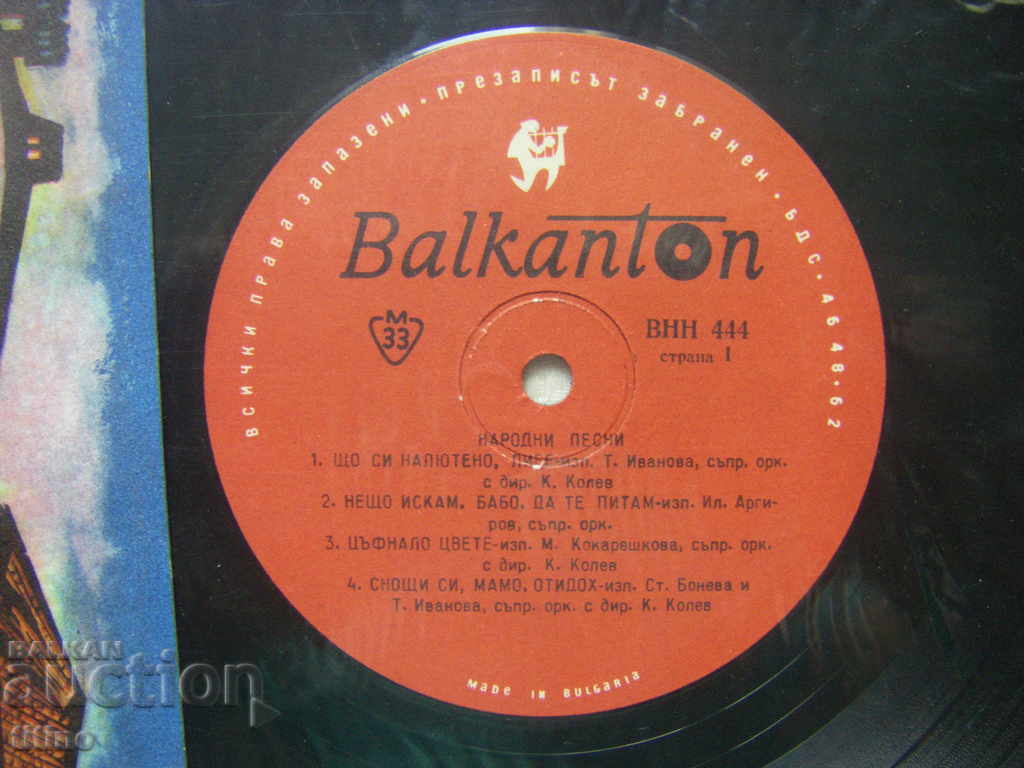 ВСИЧКИ ПРАВА ЗАПАЗЕНИ • ПРЕЗАПИСЪТ ЗАБРАНЕН • БДС • А6 48 • 62
Balkanton
М
33
ВНН 444
страна I
НАРОДНИ ПЕСНИ
1. ЩО СИ НАЛЮТЕНО, ЛИБЕ-изп. Т. Иванова, съпр. орк.
с дир. К. Колев
2. НЕЩО ИСКАМ, БАБО, ДА ТЕ ПИТАМ-изп. Ил. Арги-
ров, съпр. орк.
3. ЦЪФНАЛО ЦВЕТЕ-изп. М. Кокарешкова, съпр. орк.
с дир. К. Колев
4. СНОЩИ СИ, МАМО, ОТИДОХ-изп. Ст. Бонева и
Т. Иванова, съпр. орк. с дир. К. Колев
MADE IN BULGARIA
BALKAN
auction